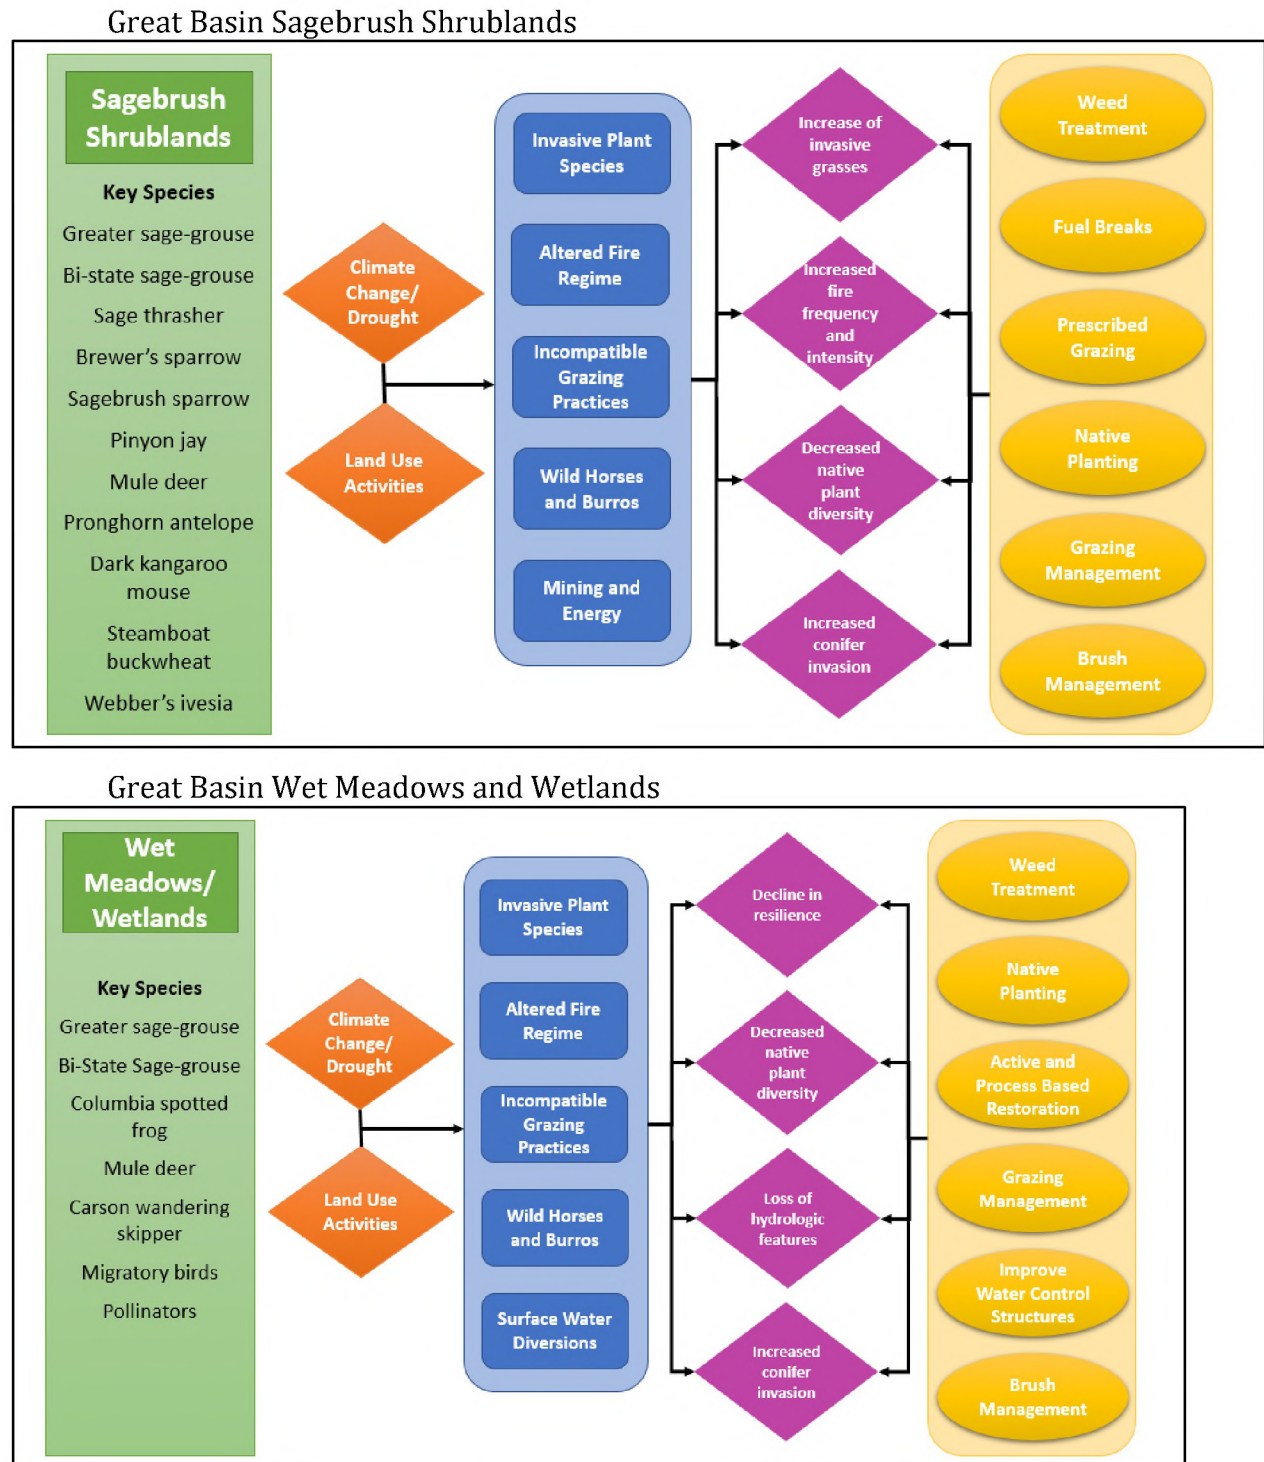 Great Basin Sagebrush Shrublands
Sagebrush
Shrublands
Key Species
Greater sage-grouse
Bi-state sage-grouse
Sage thrasher
Brewer's sparrow
Sagebrush sparrow
Pinyon jay
Mule deer
Pronghorn antelope
Dark kangaroo
mouse
Steamboat
buckwheat
Webber's ivesia
Climate
Change/
Drought
Land Use
Activities
Invasive Plant
Species
Altered Fire
Regime
Incompatible
Grazing
Practices
Wild Horses
and Burros
Mining and
Energy
Increase of
invasive
grasses
Increased
fire
frequency
and
intensity
Decreased
native
plant
diversity
Increased
conifer
invasion
Weed
Treatment
Fuel Breaks
Prescribed
Grazing
Native
Planting
Grazing
Management
Brush
Management
Great Basin Wet Meadows and Wetlands
Wet
Meadows/
Wetlands
Key Species
Greater sage-grouse
Bi-State Sage-grouse
Columbia spotted
frog
Mule deer
Carson wandering
skipper
Migratory birds
Pollinators
Climate
Change/
Drought
Land Use
Activities
Invasive Plant
Species
Altered Fire
Regime
Incompatible
Grazing
Practices
Wild Horses
and Burros
Surface Water
Diversions
Decline in
resilience
Decreased
native
plant
diversity
Loss of
hydrologic
features
Increased
conifer
invasion
Weed
Treatment
Native
Planting
Active and
Process Based
Restoration
Grazing
Management
Improve
Water Control
Structures
Brush
Management